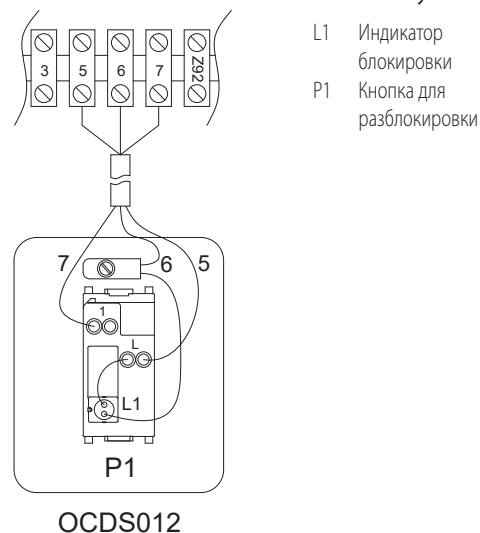 3 5 6 7 Z92
L1 Индикатор
блокировки
P1 Кнопка для
разблокировки
7 6 5
1
L
L1
P1
OCDS012